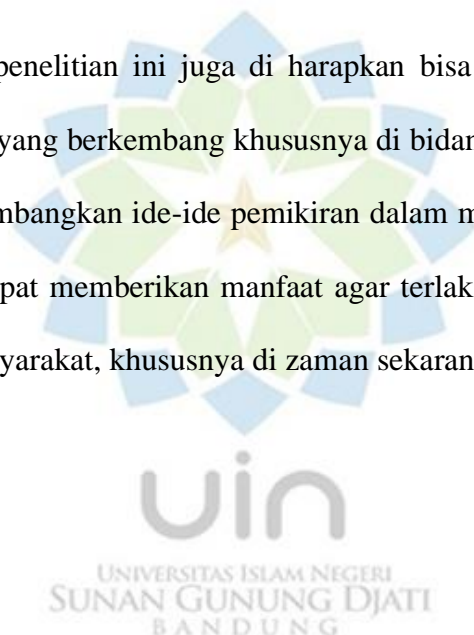 penelitian ini juga di harapkan bisa
yang berkembang khususnya di bidan
mbangkan ide-ide pemikiran dalam m
pat memberikan manfaat agar terlak
yarakat, khususnya di zaman sekaran
uin
UNIVERSITAS ISLAM NEGERI
SUNAN GUNUNG DJATI
BANDUNG